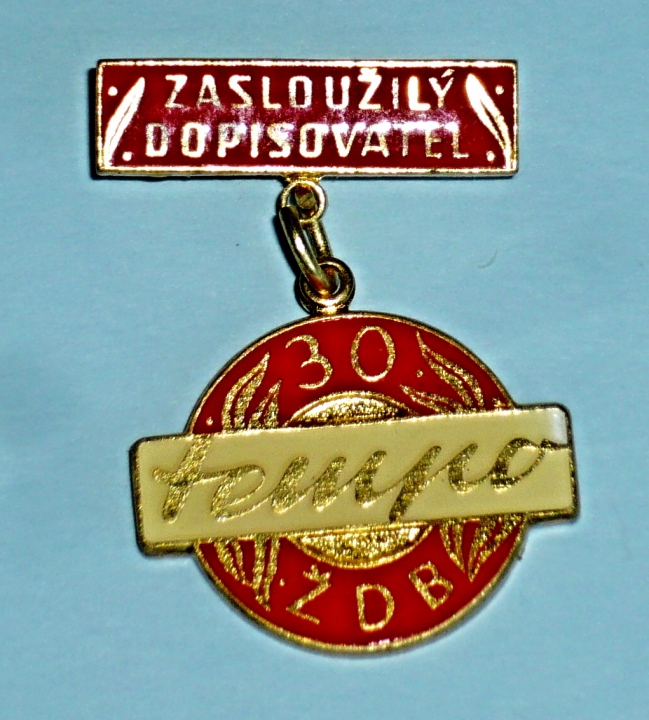 ZASLOUŽILÝ
DOPISOVATEL
30
tempo
ŽDB